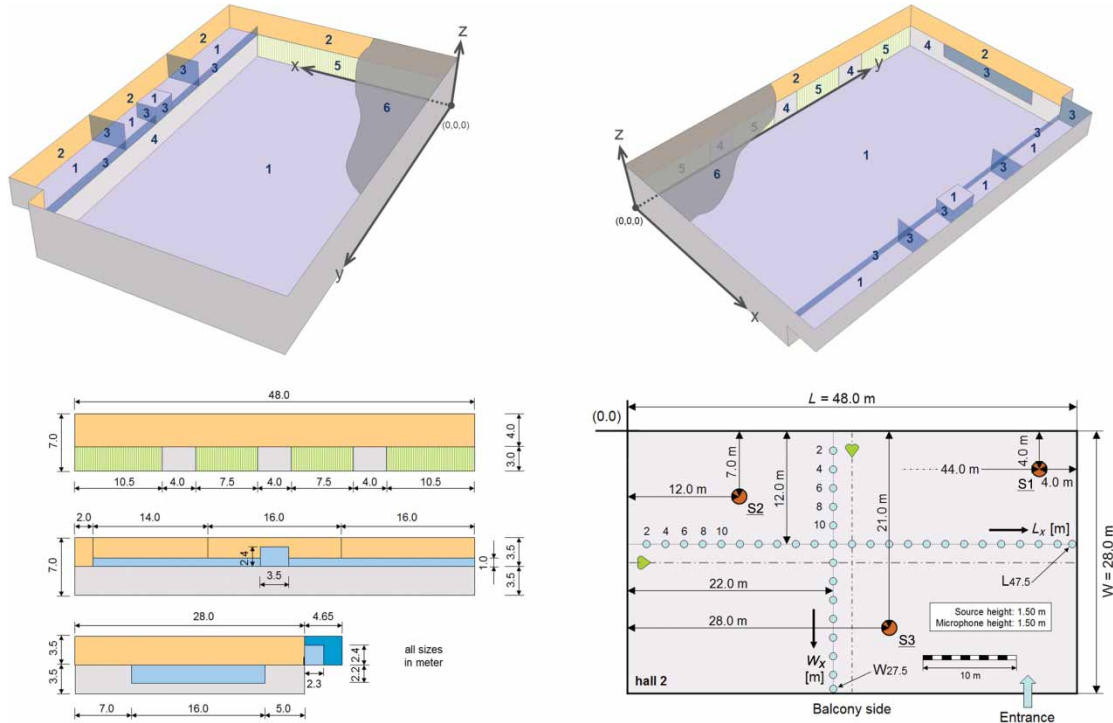 z
2
2
1
3
3
x
5
2
1
3
3
1
3
4
6
(0,0,0)
2
3
1
3
1
1
y
z
2
5
y
4
2
3
4
5
4
5
4
5
6
1
3
3
1
3
1
3
3
3
1
(0,0,0)
x
48.0
7.0
4.0
3.0
10.5
4.0
7.5
4.0
7.5
4.0
10.5
2.0
14.0
16.0
16.0
7.0
2.4
3.5
1.0
3.5
3.5
28.0
4.65
3.5
3.5
2.4
2.2
2.3
7.0
16.0
5.0
all sizes
in meter
(0.0)
L = 48.0 m
7.0 m
12.0 m
21.0 m
4.0 m
44.0 m
4.0 m
S1
12.0 m
S2
2
4
6
8
10
2 4 6 8 10
Lx [m]
L47.5
W = 28.0 m
22.0 m
28.0 m
S3
Source height: 1.50 m
Microphone height: 1.50 m
Wx
[m]
W27.5
10 m
hall 2
Balcony side
Entrance